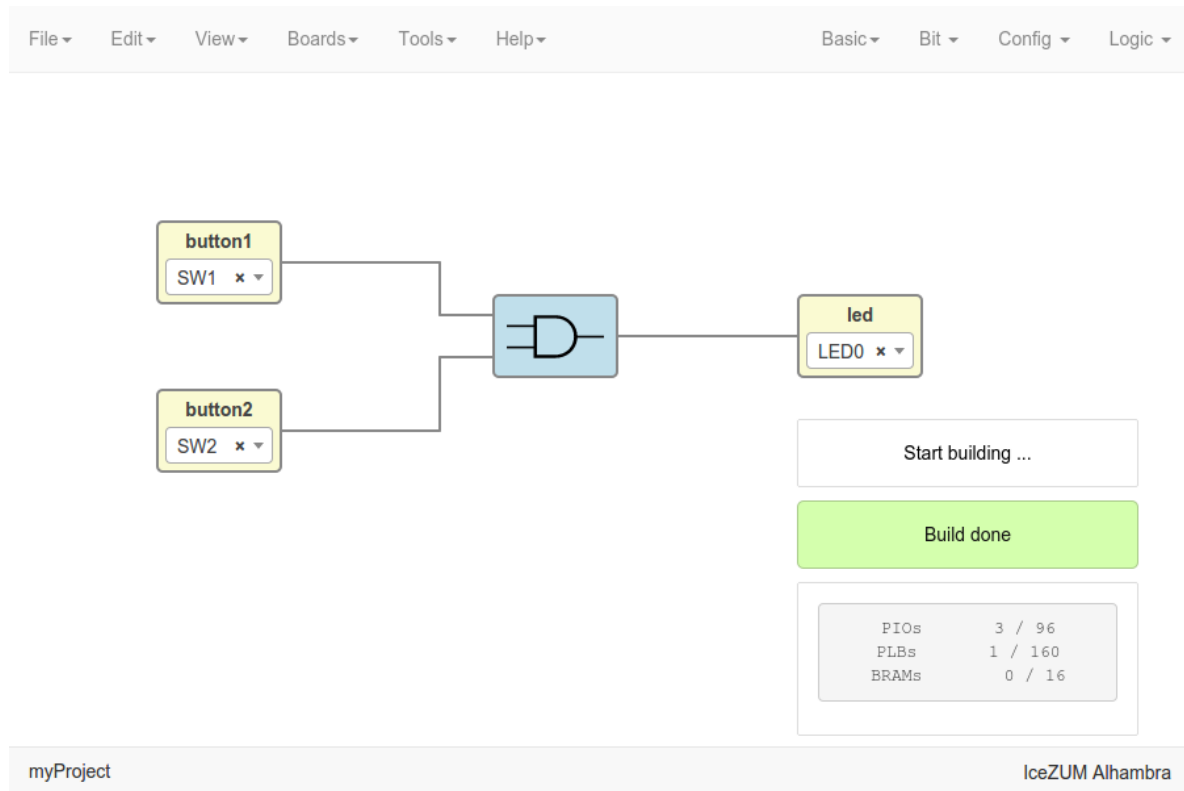 File Edit View Boards Tools Help Basic Bit Config Logic
button1
SW1 ×
button2
SW2 ×
led
LED0 ×
Start building ...
Build done
PIOs 3 / 96
PLBs 1 / 160
BRAMs 0 / 16
myProject IceZUM Alhambra